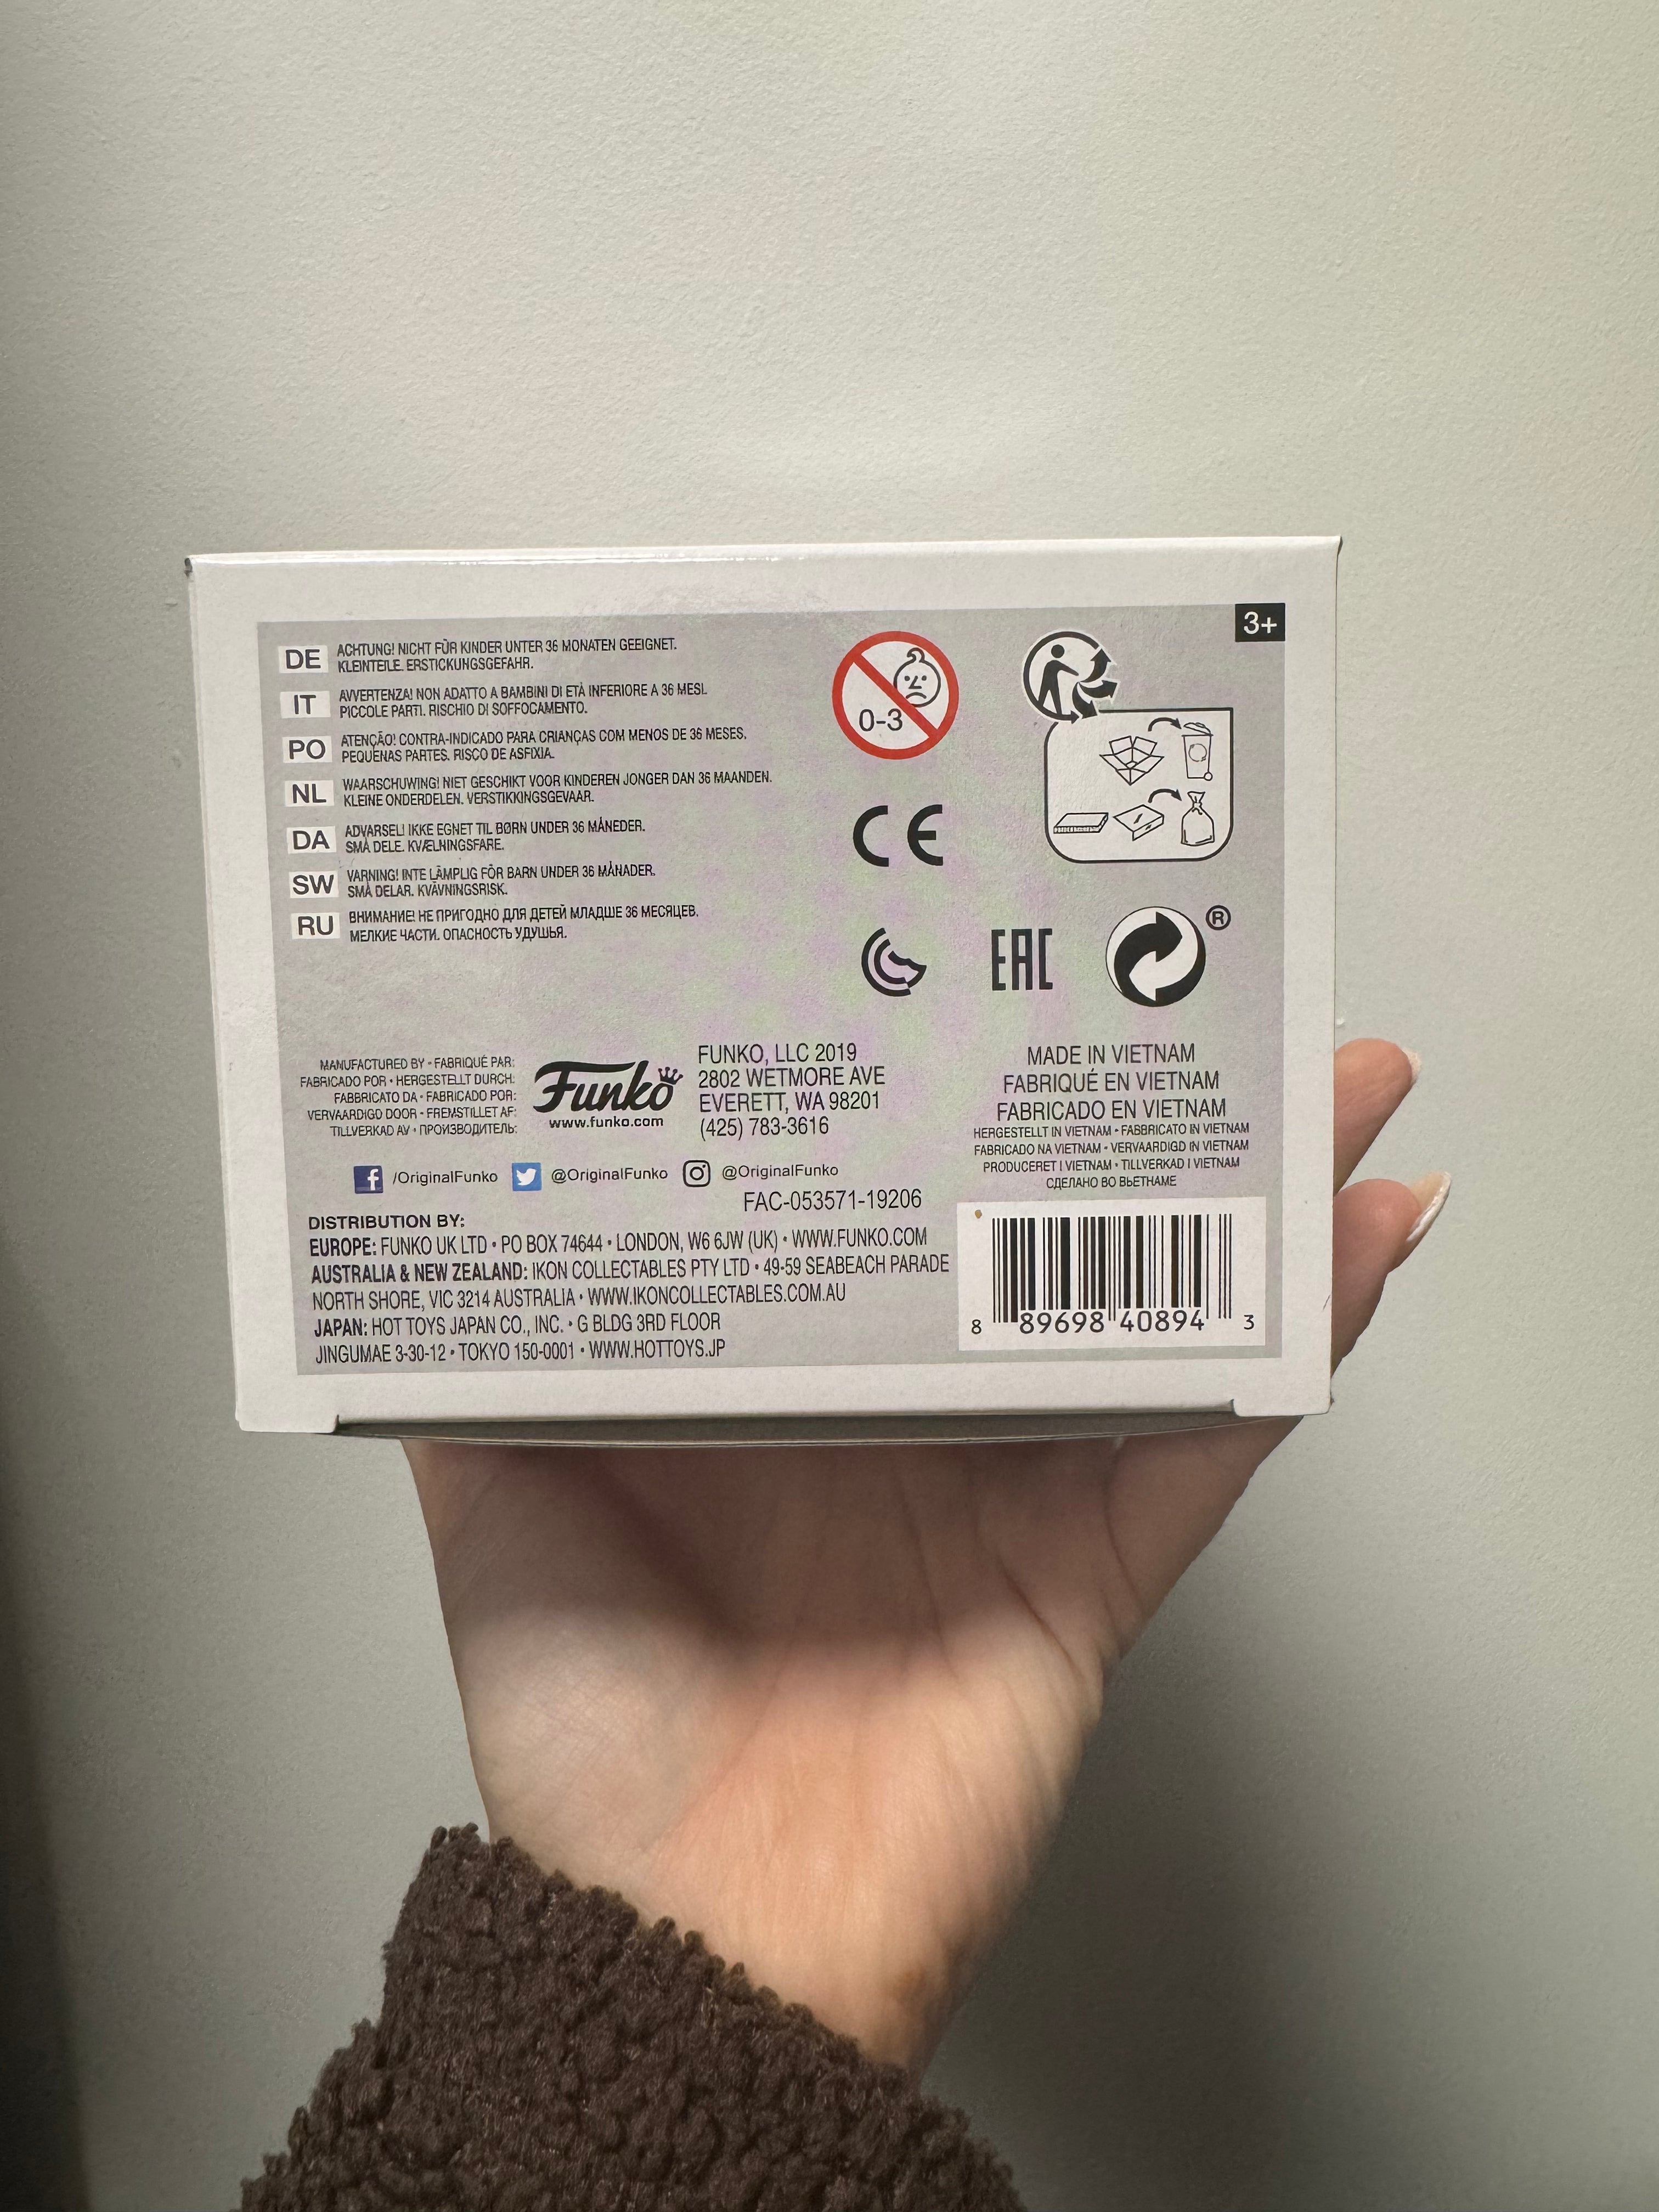 3+
DE
ACHTUNG! NICHT FÜR KINDER UNTER 36 MONATEN GEEIGNET.
KLEINTEILE. ERSTICKUNGSGEFAHR.
IT
AVVERTENZA! NON ADATTO A BAMBINI DI ETÀ INFERIORE A 36 MESI.
PICCOLE PARTI. RISCHIO DI SOFFOCAMENTO.
PO
ATENÇÃO! CONTRA-INDICADO PARA CRIANÇAS COM MENOS DE 36 MESES.
PEQUENAS PARTES. RISCO DE ASFIXIA.
NL
WAARSCHUWING! NIET GESCHIKT VOOR KINDEREN JONGER DAN 36 MAANDEN.
KLEINE ONDERDELEN. VERSTIKKINGSGEVAAR.
DA
ADVARSEL! IKKE EGNET TIL BØRN UNDER 36 MÅNEDER.
SMÅ DELE. KVÆLNINGSFARE.
SW
VARNING! INTE LÄMPLIG FÖR BARN UNDER 36 MÅNADER.
SMÅ DELAR. KVÄVNINGSRISK.
RU
ВНИМАНИЕ! НЕ ПРИГОДНО ДЛЯ ДЕТЕЙ МЛАДШЕ 36 МЕСЯЦЕВ.
МЕЛКИЕ ЧАСТИ. ОПАСНОСТЬ УДУШЬЯ.
0-3
CE
EAC
®
MANUFACTURED BY • FABRIQUÉ PAR:
FABRICADO POR • HERGESTELLT DURCH:
FABBRICATO DA • FABRICADO POR:
VERVAARDIGD DOOR • FREMSTILLET AF:
TILLVERKAD AV • ПРОИЗВОДИТЕЛЬ:
Funko
www.funko.com
FUNKO, LLC 2019
2802 WETMORE AVE
EVERETT, WA 98201
(425) 783-3616
MADE IN VIETNAM
FABRIQUÉ EN VIETNAM
FABRICADO EN VIETNAM
HERGESTELLT IN VIETNAM • FABBRICATO IN VIETNAM
FABRICADO NA VIETNAM • VERVAARDIGD IN VIETNAM
PRODUCERET I VIETNAM • TILLVERKAD I VIETNAM
СДЕЛАНО ВО ВЬЕТНАМЕ
/OriginalFunko @OriginalFunko @OriginalFunko
FAC-053571-19206
DISTRIBUTION BY:
EUROPE: FUNKO UK LTD • PO BOX 74644 • LONDON, W6 6JW (UK) • WWW.FUNKO.COM
AUSTRALIA & NEW ZEALAND: IKON COLLECTABLES PTY LTD • 49-59 SEABEACH PARADE
NORTH SHORE, VIC 3214 AUSTRALIA • WWW.IKONCOLLECTABLES.COM.AU
JAPAN: HOT TOYS JAPAN CO., INC. • G BLDG 3RD FLOOR
JINGUMAE 3-30-12 • TOKYO 150-0001 • WWW.HOTTOYS.JP
8 89698 40894 3